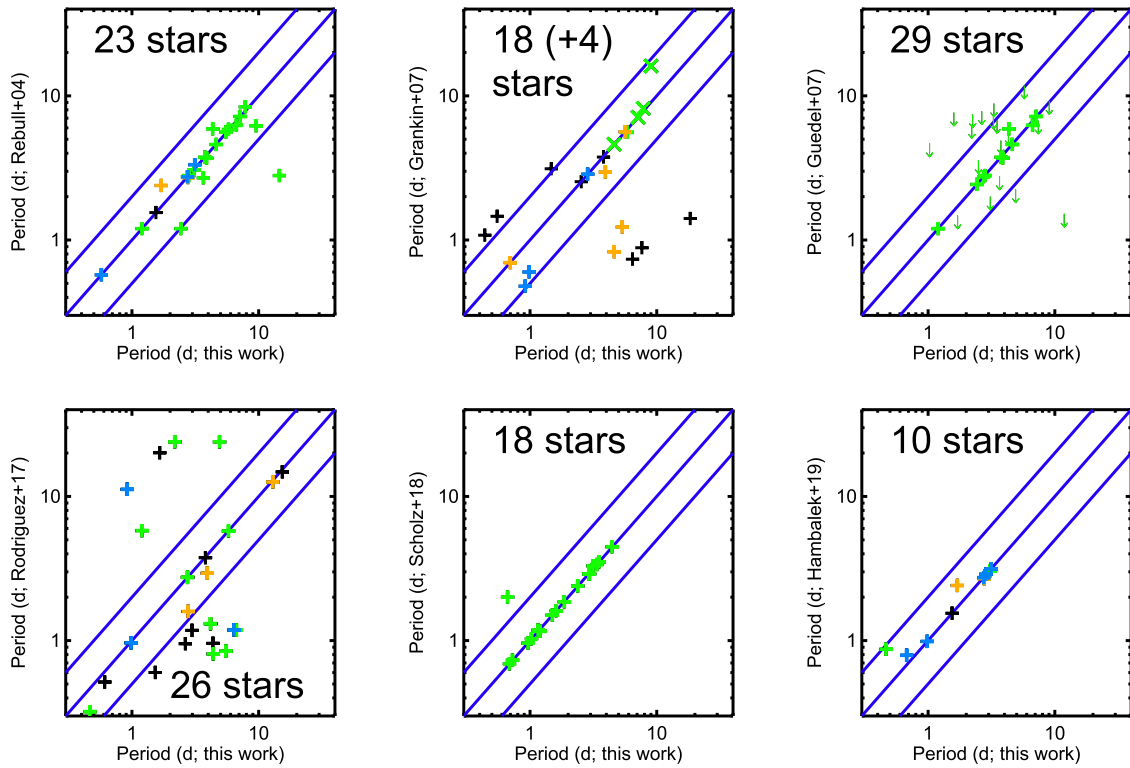 23 stars
10
1
Period (d; Rebull+04)
1 10
Period (d; this work)
18 (+4)
stars
10
1
Period (d; Grankin+07)
1 10
Period (d; this work)
29 stars
10
1
Period (d; Guedel+07)
1 10
Period (d; this work)
26 stars
10
1
Period (d; Rodriguez+17)
1 10
Period (d; this work)
18 stars
10
1
Period (d; Scholz+18)
1 10
Period (d; this work)
10 stars
10
1
Period (d; Hambalek+19)
1 10
Period (d; this work)